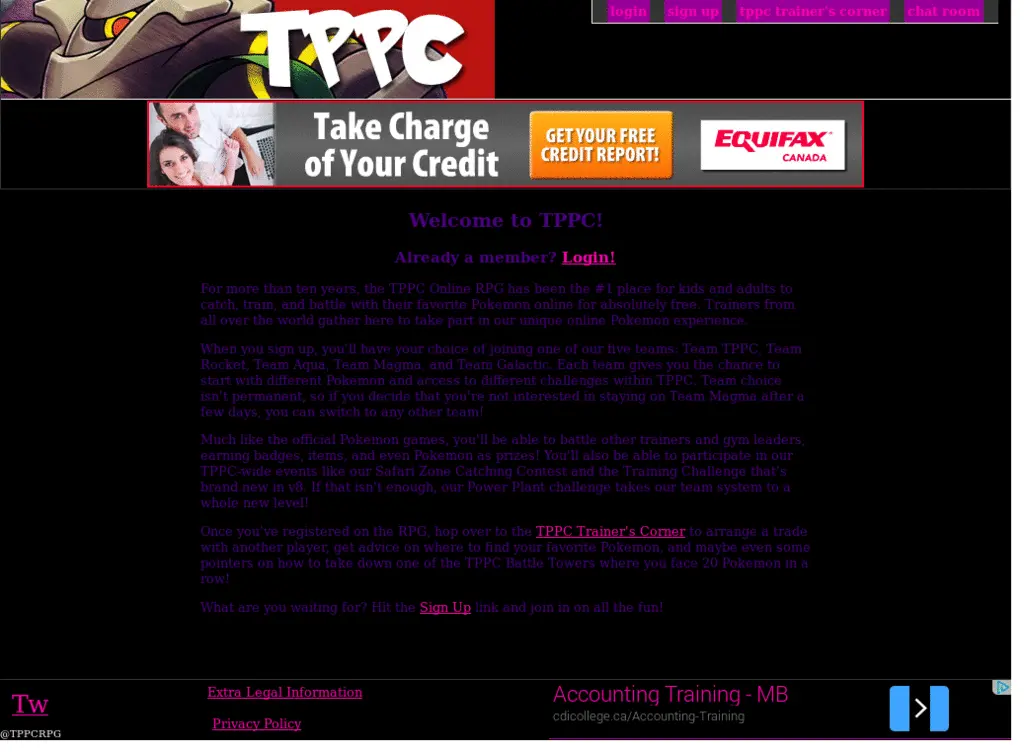 TPPC
login sign up tppc trainer's corner chat room
Take Charge
of Your Credit
GET YOUR FREE
CREDIT REPORT!
EQUIFAX
CANADA
Welcome to TPPC!
Already a member? Login!
For more than ten years, the TPPC Online RPG has been the #1 place for kids and adults to
catch, train, and battle with their favorite Pokemon online for absolutely free. Trainers from
all over the world gather here to take part in our unique online Pokemon experience.
When you sign up, you'll have your choice of joining one of our five teams: Team TPPC, Team
Rocket, Team Aqua, Team Magma, and Team Galactic. Each team gives you the chance to
start with different Pokemon and access to different challenges within TPPC. Team choice
isn't permanent, so if you decide that you're not interested in staying on Team Magma after a
few days, you can switch to any other team!
Much like the official Pokemon games, you'll be able to battle other trainers and gym leaders,
earning badges, items, and even Pokemon as prizes! You'll also be able to participate in our
TPPC-wide events like our Safari Zone Catching Contest and the Training Challenge that's
brand new in v8. If that isn't enough, our Power Plant challenge takes our team system to a
whole new level!
Once you've registered on the RPG, hop over to the TPPC Trainer's Corner to arrange a trade
with another player, get advice on where to find your favorite Pokemon, and maybe even some
pointers on how to take down one of the TPPC Battle Towers where you face 20 Pokemon in a
row!
What are you waiting for? Hit the Sign Up link and join in on all the fun!
Tw
@TPPCRPG
Extra Legal Information
Privacy Policy
Accounting Training - MB
cdicollege.ca/Accounting-Training